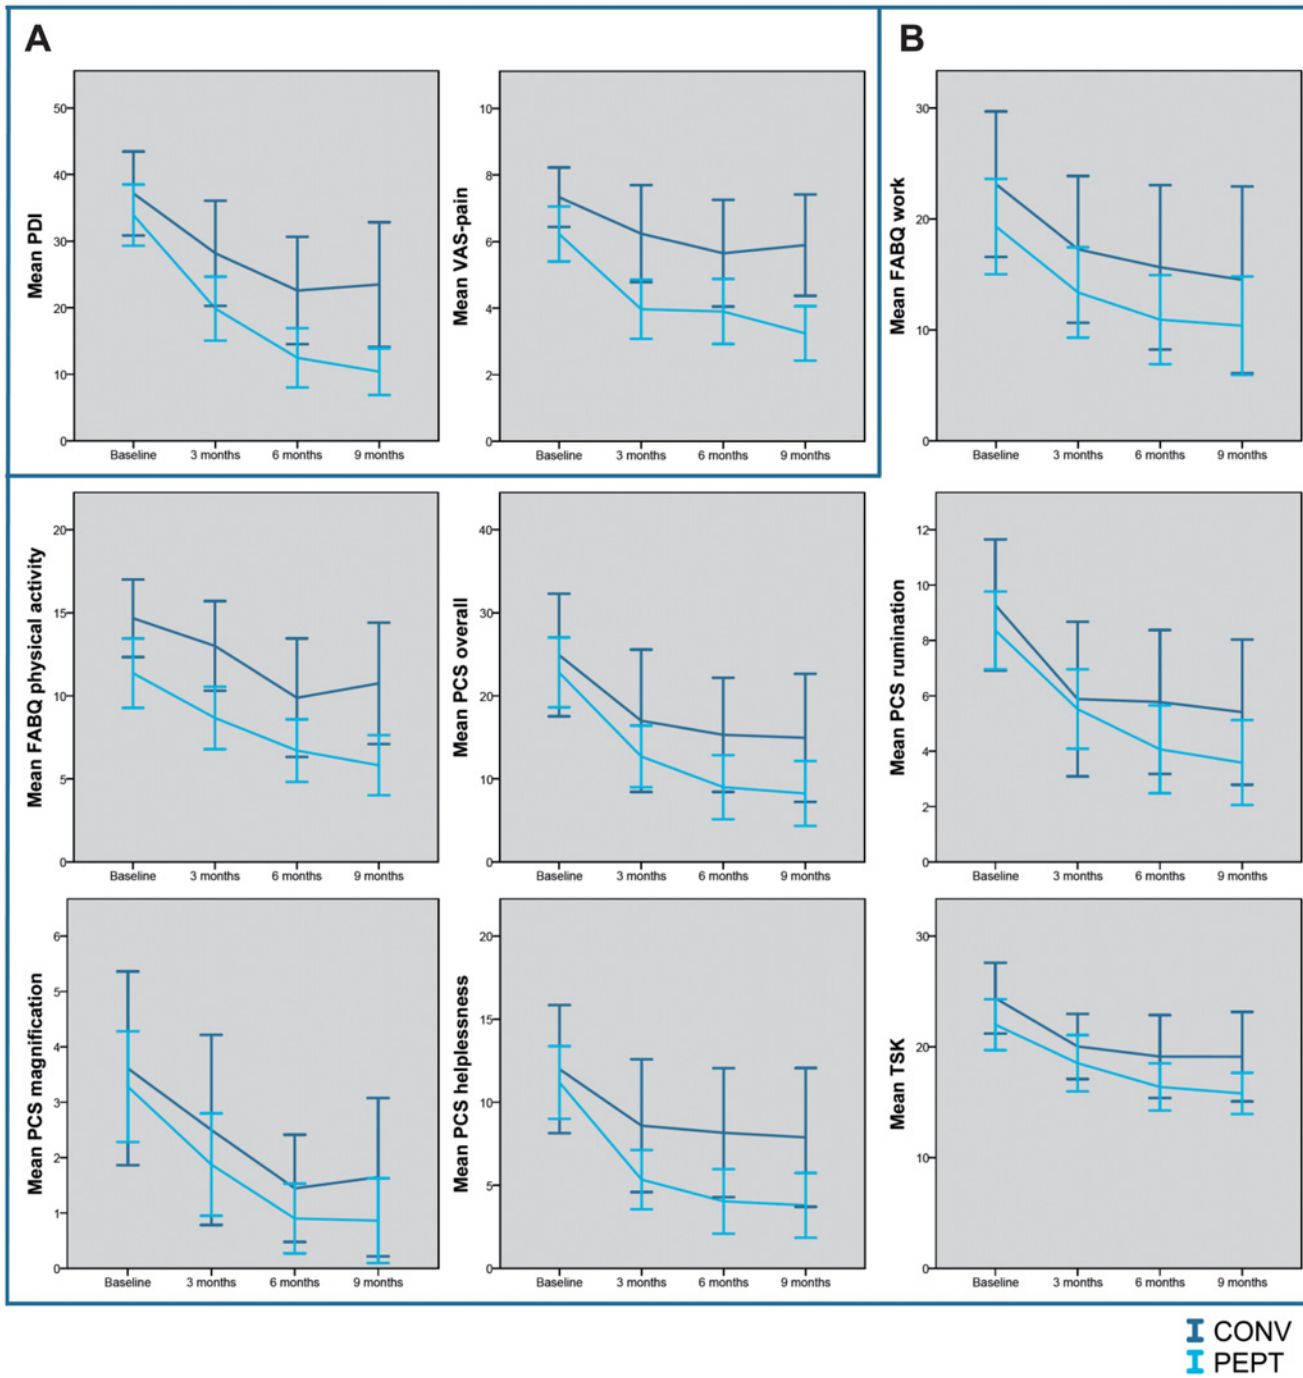 A
B
Mean PDI
50
40
30
20
10
0
Baseline 3 months 6 months 9 months
Mean VAS-pain
10
8
6
4
2
0
Baseline 3 months 6 months 9 months
Mean FABQ work
30
20
10
0
Baseline 3 months 6 months 9 months
Mean FABQ physical activity
20
15
10
5
0
Baseline 3 months 6 months 9 months
Mean PCS overall
40
30
20
10
0
Baseline 3 months 6 months 9 months
Mean PCS rumination
12
10
8
6
4
2
0
Baseline 3 months 6 months 9 months
Mean PCS magnification
6
5
4
3
2
1
0
Baseline 3 months 6 months 9 months
Mean PCS helplessness
20
15
10
5
0
Baseline 3 months 6 months 9 months
Mean TSK
30
20
10
0
Baseline 3 months 6 months 9 months
CONV
PEPT